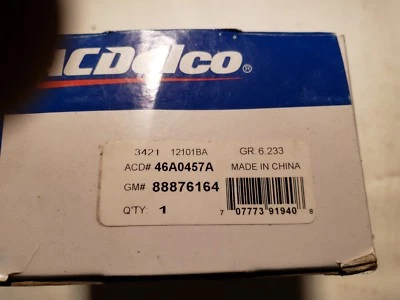 ACDelco®
3421 12101BA GR. 6.233
ACD# 46A0457A MADE IN CHINA
GM# 88876164
Q'TY: 1
7 07773 91940 8